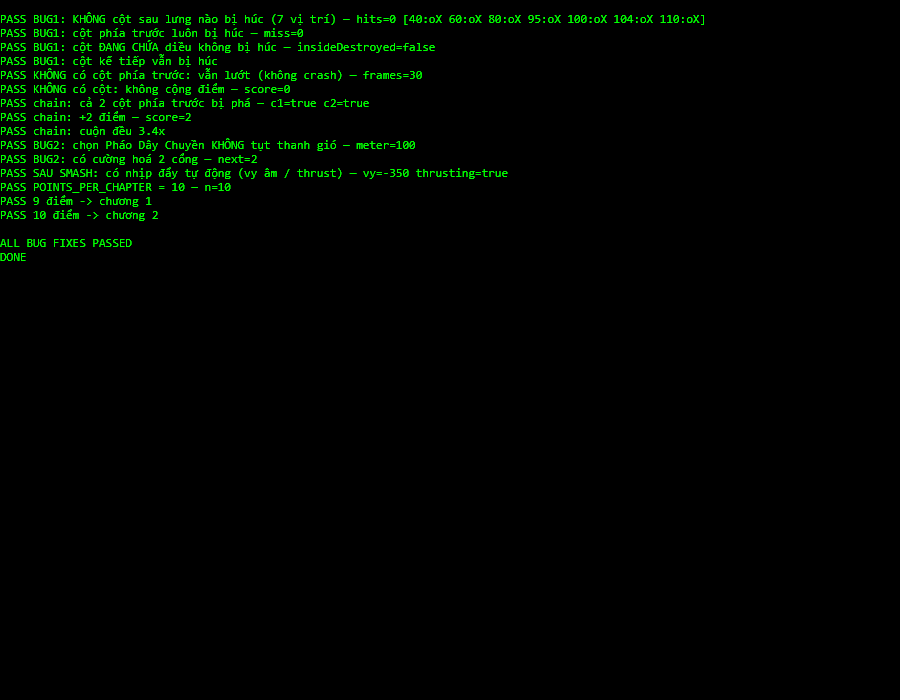 PASS BUG1: KHÔNG cột sau lưng nào bị húc (7 vị trí) — hits=0 [40:oX 60:oX 80:oX 95:oX 100:oX 104:oX 110:oX]
PASS BUG1: cột phía trước luôn bị húc — miss=0
PASS BUG1: cột ĐANG CHỨA diều không bị húc — insideDestroyed=false
PASS BUG1: cột kế tiếp vẫn bị húc
PASS KHÔNG có cột phía trước: vẫn lướt (không crash) — frames=30
PASS KHÔNG có cột: không cộng điểm — score=0
PASS chain: cả 2 cột phía trước bị phá — c1=true c2=true
PASS chain: +2 điểm — score=2
PASS chain: cuộn đều 3.4x
PASS BUG2: chọn Pháo Dây Chuyền KHÔNG tụt thanh gió — meter=100
PASS BUG2: có cường hoá 2 cổng — next=2
PASS SAU SMASH: có nhịp đẩy tự động (vy âm / thrust) — vy=-350 thrusting=true
PASS POINTS_PER_CHAPTER = 10 — n=10
PASS 9 điểm -> chương 1
PASS 10 điểm -> chương 2
ALL BUG FIXES PASSED
DONE